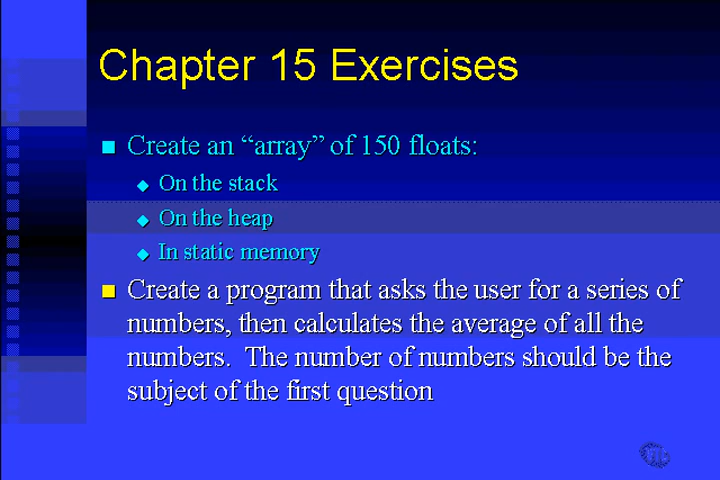 Chapter 15 Exercises
Create an “array” of 150 floats:
On the stack
On the heap
In static memory
Create a program that asks the user for a series of
numbers, then calculates the average of all the
numbers.  The number of numbers should be the
subject of the first question